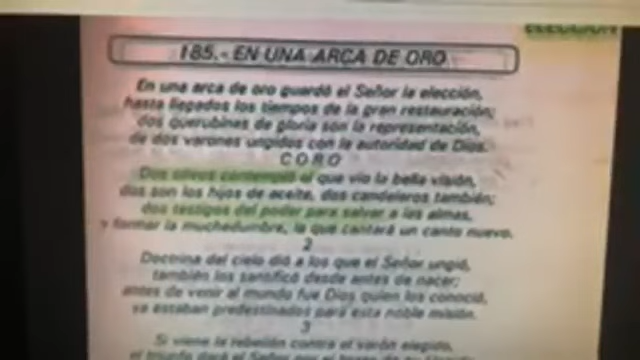 185.- EN UNA ARCA DE ORO
En una arca de oro guardó el Señor la elección,
hasta llegados los tiempos de la gran restauración;
dos querubines de gloria son la representación,
de dos varones ungidos con la autoridad de Dios.
CORO
Dos olivos contempló el que vio la bella visión,
dos son los hijos de aceite, dos candeleros también;
dos testigos del poder para salvar a las almas,
y formar la muchedumbre, la que cantará un canto nuevo.
2
Doctrina del cielo dió a los que el Señor ungió,
también los santificó desde antes de nacer;
antes de venir al mundo fue Dios quien los conoció,
ya estaban predestinados para esta noble misión.
3
Si viene la rebelión contra el varón elegido,
el triunfo dará el Señor